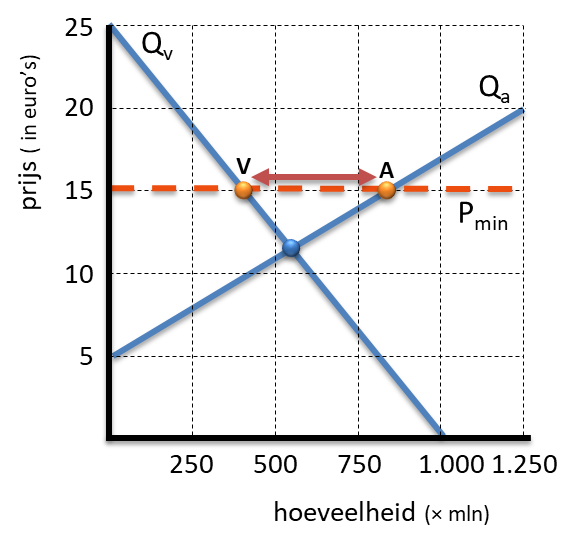 25
Qv
20
Qa
V
A
15
Pmin
10
5
250 500 750 1.000 1.250
prijs ( in euro's)
hoeveelheid (× mln)